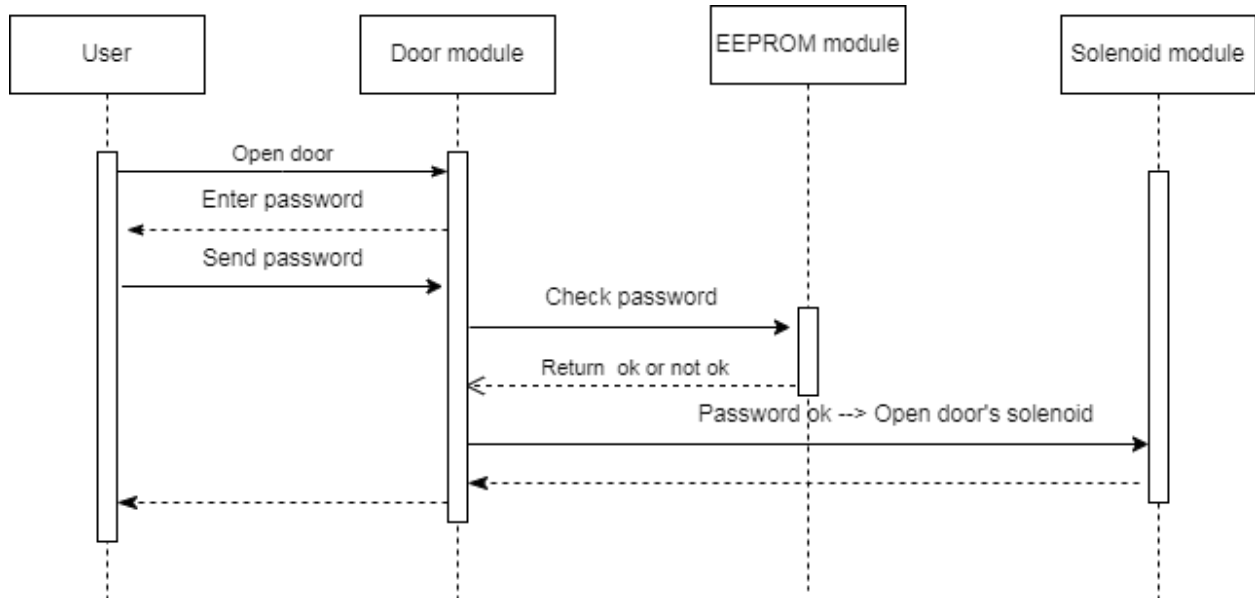 User
Door module
EEPROM module
Solenoid module
Open door
Enter password
Send password
Check password
Return ok or not ok
Password ok --> Open door's solenoid